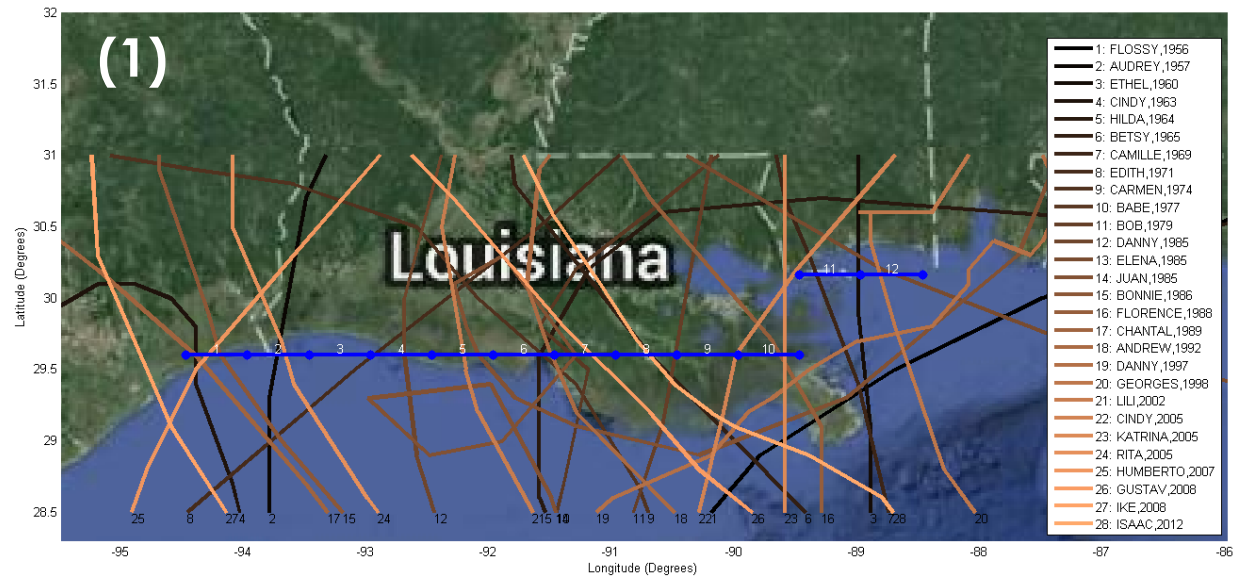 (1)
32
31.5
31
30.5
30
29.5
29
28.5
Latitude (Degrees)
Louisiana
1: FLOSSY,1956
2: AUDREY,1957
3: ETHEL,1960
4: CINDY,1963
5: HILDA,1964
6: BETSY,1965
7: CAMILLE,1969
8: EDITH,1971
9: CARMEN,1974
10: BABE,1977
11: BOB,1979
12: DANNY,1985
13: ELENA,1985
14: JUAN,1985
15: BONNIE,1986
16: FLORENCE,1988
17: CHANTAL,1989
18: ANDREW,1992
19: DANNY,1997
20: GEORGES,1998
21: LILI,2002
22: CINDY,2005
23: KATRINA,2005
24: RITA,2005
25: HUMBERTO,2007
26: GUSTAV,2008
27: IKE,2008
28: ISAAC,2012
11 12
1 2 3 4 5 6 7 8 9 10
25 8 274 2 1715 24 12 215 19 119 18 2221 26 23 6 16 3 728 20
-95 -94 -93 -92 -91 -90 -89 -88 -87 -86
Longitude (Degrees)